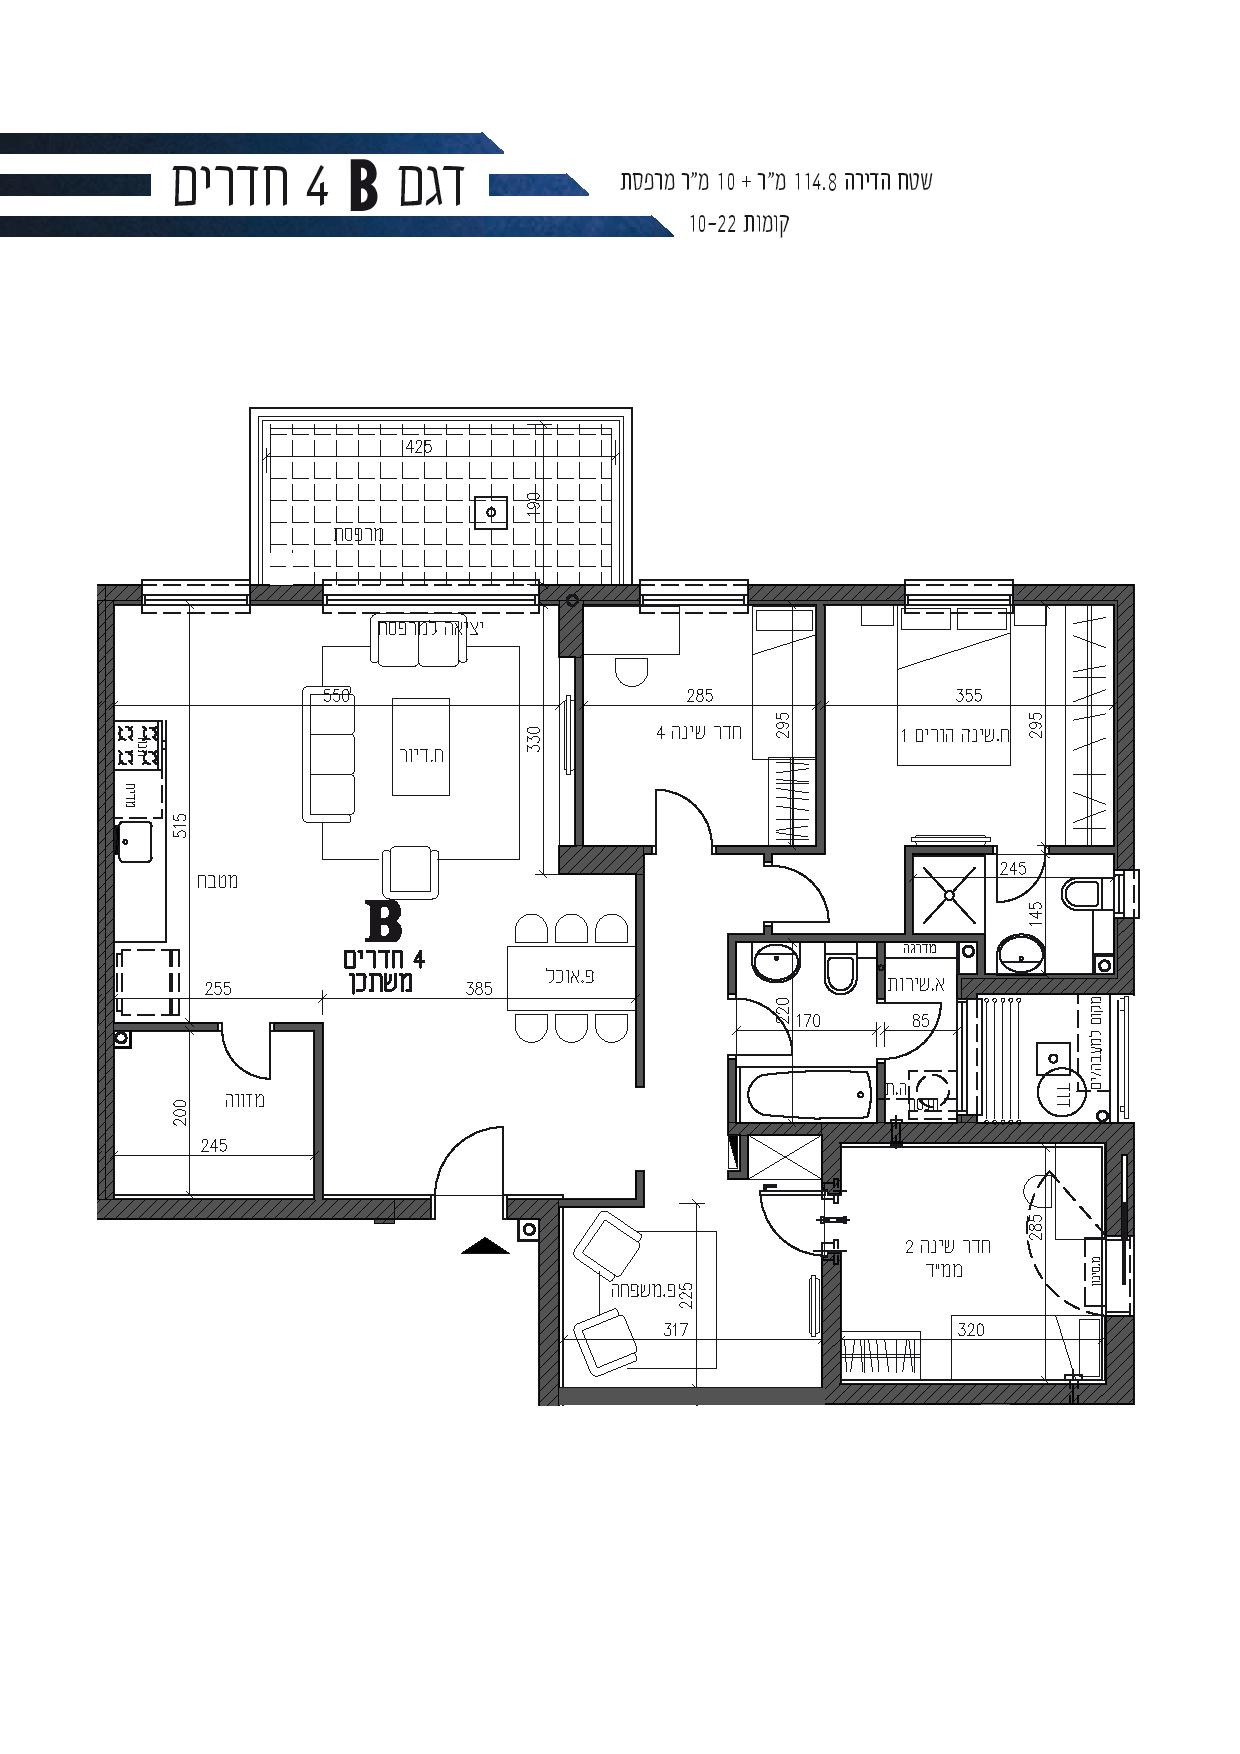 דגם B 4 חדרים
שטח הדירה 114.8 מ"ר + 10 מ"ר מרפסת
קומות 10-22
425
190
מרפסת
יציאה למרפסת
550
285
355
330
295
295
חדר שינה 4
ח.שינה הורים 1
ח.דיור
515
מטבח
245
145
B
4 חדרים
משתכן
פ.אוכל
מדרגה
א.שירות
255
385
220
170
85
מקום למעבה/ים
מזווה
200
245
ה.ת
דלל
חדר שינה 2
ממ"ד
285
מ.סינון
פ.משפחה
225
317
320